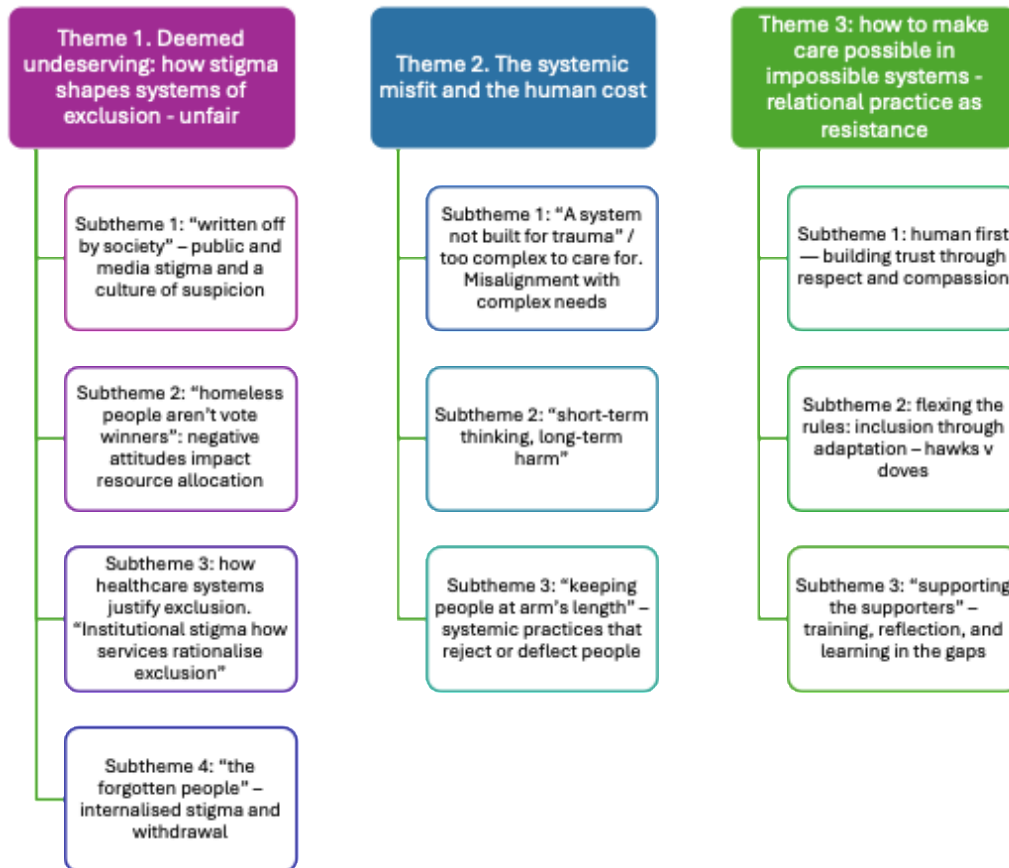 Theme 1. Deemed
undeserving: how stigma
shapes systems of
exclusion - unfair
Subtheme 1: “written off
by society” – public and
media stigma and a
culture of suspicion
Subtheme 2: “homeless
people aren’t vote
winners”: negative
attitudes impact
resource allocation
Subtheme 3: how
healthcare systems
justify exclusion.
“Institutional stigma how
services rationalise
exclusion”
Subtheme 4: “the
forgotten people” –
internalised stigma and
withdrawal
Theme 2. The systemic
misfit and the human cost
Subtheme 1: “A system
not built for trauma” /
too complex to care for.
Misalignment with
complex needs
Subtheme 2: “short-term
thinking, long-term
harm”
Subtheme 3: “keeping
people at arm’s length” –
systemic practices that
reject or deflect people
Theme 3: how to make
care possible in
impossible systems -
relational practice as
resistance
Subtheme 1: human first
— building trust through
respect and compassion
Subtheme 2: flexing the
rules: inclusion through
adaptation – hawks v
doves
Subtheme 3: “supporting
the supporters” –
training, reflection, and
learning in the gaps